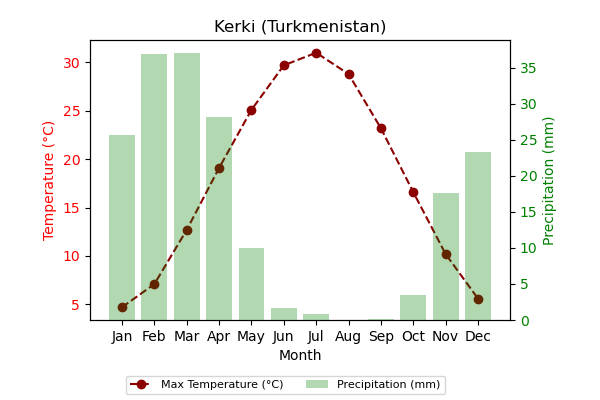 Kerki (Turkmenistan)
Temperature (°C)
30
25
20
15
10
5
35
30
25
20
15
10
5
0
Precipitation (mm)
Jan Feb Mar Apr May Jun Jul Aug Sep Oct Nov Dec
Month
Max Temperature (°C) Precipitation (mm)